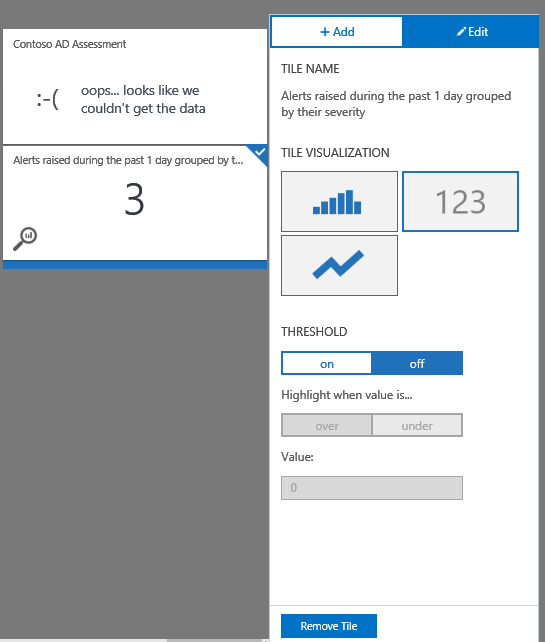 Contoso AD Assessment
:-(
oops... looks like we
couldn't get the data
Alerts raised during the past 1 day grouped by t...
3
+ Add
Edit
TILE NAME
Alerts raised during the past 1 day grouped
by their severity
TILE VISUALIZATION
123
THRESHOLD
on off
Highlight when value is...
over under
Value:
0
Remove Tile